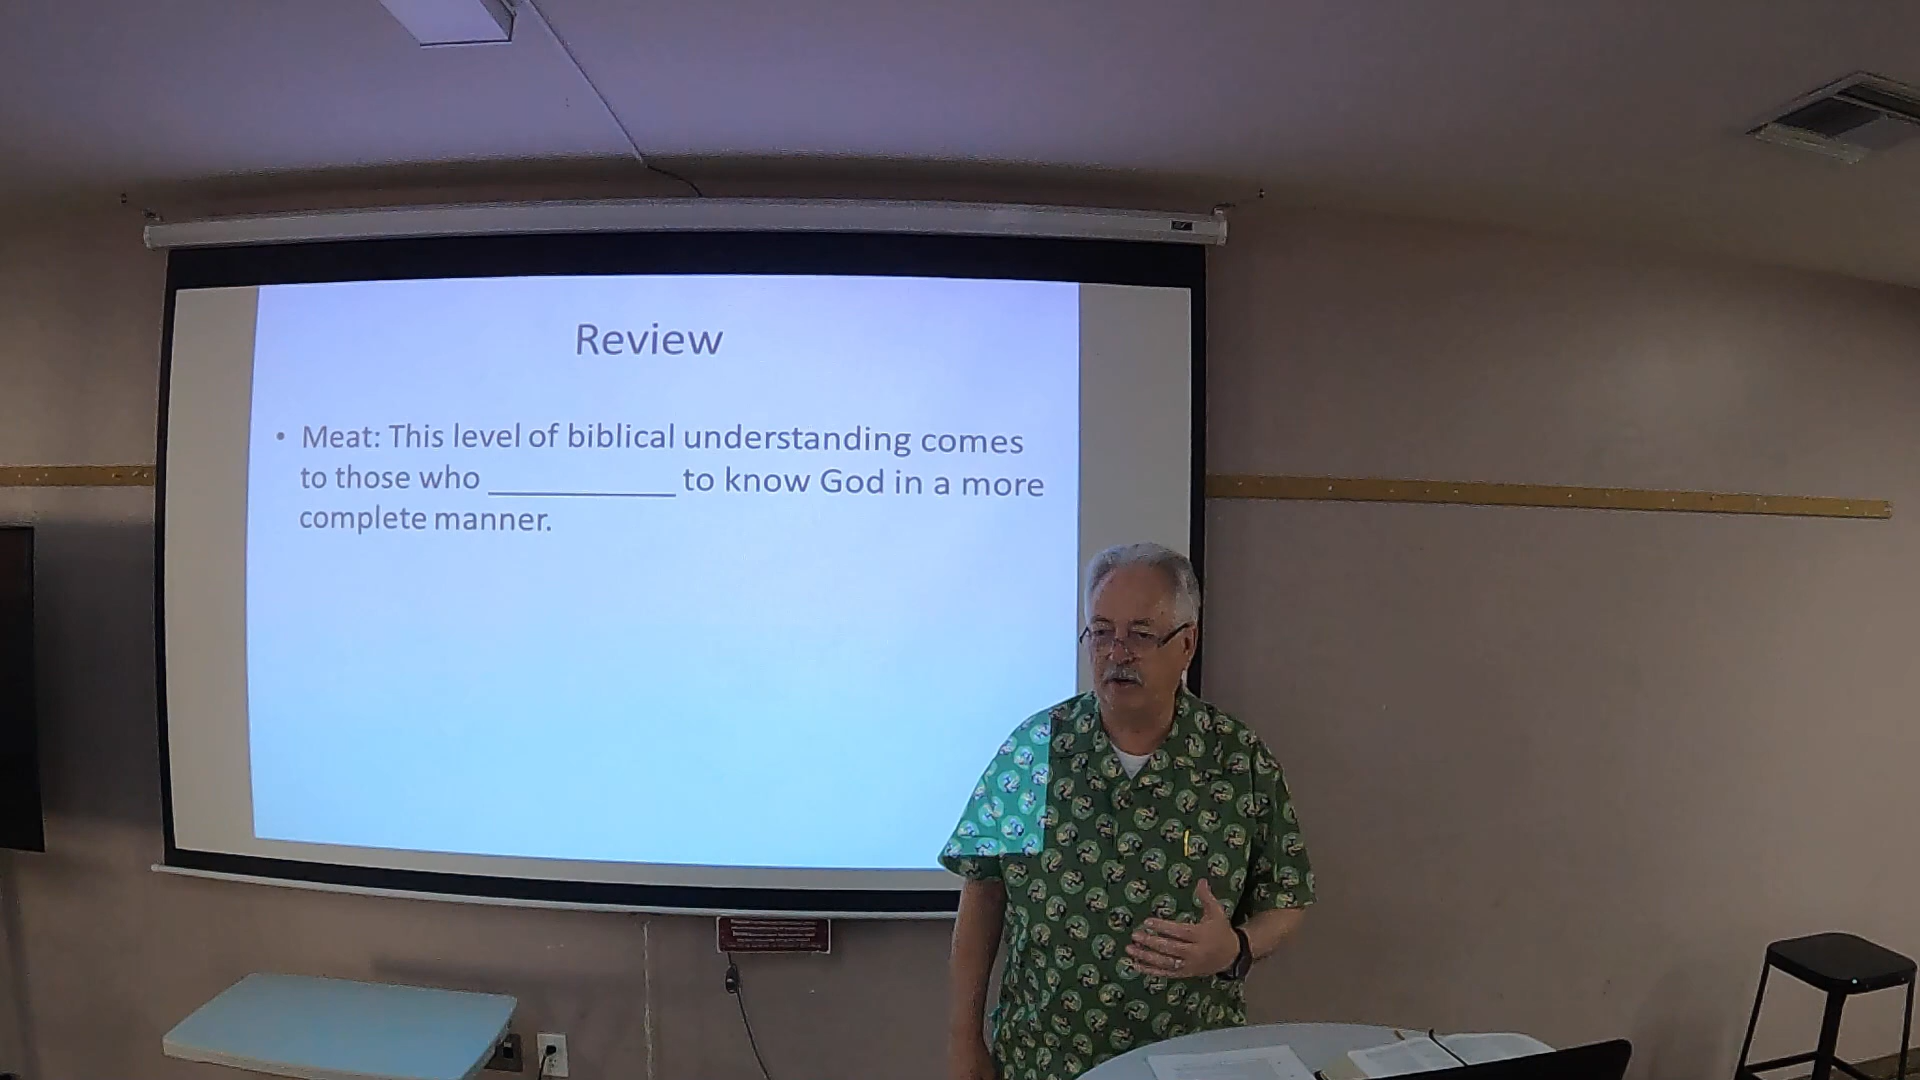 Review
• Meat: This level of biblical understanding comes
to those who ___________ to know God in a more
complete manner.